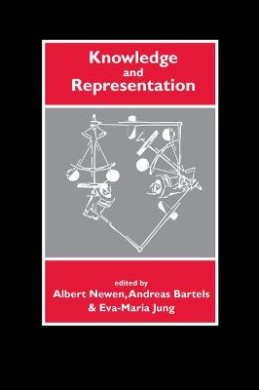 Knowledge
and
Representation
edited by
Albert Newen, Andreas Bartels
& Eva-Maria Jung